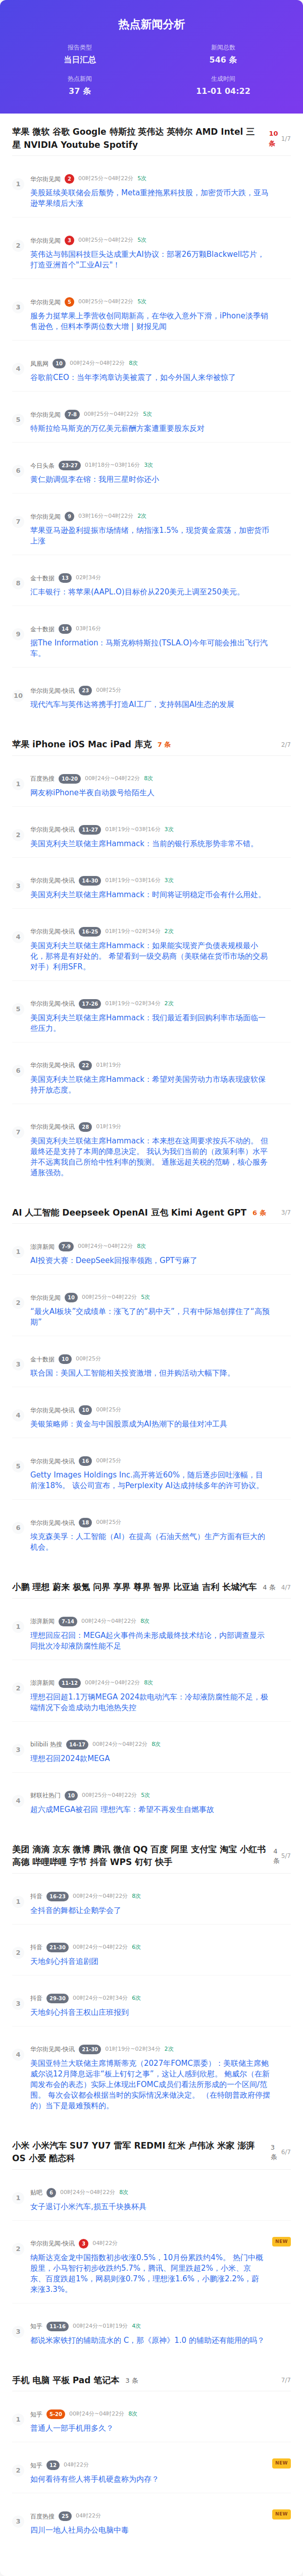 热点新闻分析
报告类型
当日汇总
新闻总数
546 条
热点新闻
37 条
生成时间
11-01 04:22
苹果 微软 谷歌 Google 特斯拉 英伟达 英特尔 AMD Intel 三
星 NVIDIA Youtube Spotify
10
条
1/7
1
华尔街见闻 2 00时25分~04时22分 5次
美股延续美联储会后颓势，Meta重挫拖累科技股，加密货币大跌，亚马
逊苹果绩后大涨
2
华尔街见闻 3 00时25分~04时22分 5次
英伟达与韩国科技巨头达成重大AI协议：部署26万颗Blackwell芯片，
打造亚洲首个"工业AI云"！
3
华尔街见闻 5 00时25分~04时22分 5次
服务力挺苹果上季营收创同期新高，在华收入意外下滑，iPhone淡季销
售逊色，但料本季两位数大增 | 财报见闻
4
凤凰网 10 00时24分~04时22分 8次
谷歌前CEO：当年李鸿章访美被震了，如今外国人来华被惊了
5
华尔街见闻 7-8 00时25分~04时22分 5次
特斯拉给马斯克的万亿美元薪酬方案遭重要股东反对
6
今日头条 23-27 01时18分~03时16分 3次
黄仁勋调侃李在镕：我用三星时你还小
7
华尔街见闻 9 03时16分~04时22分 2次
苹果亚马逊盈利提振市场情绪，纳指涨1.5%，现货黄金震荡，加密货币
上涨
8
金十数据 13 02时34分
汇丰银行：将苹果(AAPL.O)目标价从220美元上调至250美元。
9
金十数据 14 03时16分
据The Information：马斯克称特斯拉(TSLA.O)今年可能会推出飞行汽
车。
10
华尔街见闻-快讯 23 00时25分
现代汽车与英伟达将携手打造AI工厂，支持韩国AI生态的发展
苹果 iPhone iOS Mac iPad 库克 7 条
2/7
1
百度热搜 10-20 00时24分~04时22分 8次
网友称iPhone半夜自动拨号给陌生人
2
华尔街见闻-快讯 11-27 01时19分~03时16分 3次
美国克利夫兰联储主席Hammack：当前的银行系统形势非常不错。
3
华尔街见闻-快讯 14-30 01时19分~03时16分 3次
美国克利夫兰联储主席Hammack：时间将证明稳定币会有什么用处。
4
华尔街见闻-快讯 16-25 01时19分~02时34分 2次
美国克利夫兰联储主席Hammack：如果能实现资产负债表规模最小
化，那将是有好处的。 希望看到一级交易商（美联储在货币市场的交易
对手）利用SFR。
5
华尔街见闻-快讯 17-26 01时19分~02时34分 2次
美国克利夫兰联储主席Hammack：我们最近看到回购利率市场面临一
些压力。
6
华尔街见闻-快讯 22 01时19分
美国克利夫兰联储主席Hammack：希望对美国劳动力市场表现疲软保
持开放态度。
7
华尔街见闻-快讯 28 01时19分
美国克利夫兰联储主席Hammack：本来想在这周要求按兵不动的。 但
最终还是支持了本周的降息决定。 我认为我们当前的（政策利率）水平
并不远离我自己所给中性利率的预测。 通胀远超关税的范畴，核心服务
通胀强劲。
AI 人工智能 Deepseek OpenAI 豆包 Kimi Agent GPT 6 条
3/7
1
澎湃新闻 7-9 00时24分~04时22分 8次
AI投资大赛：DeepSeek回报率领跑，GPT亏麻了
2
华尔街见闻 10 00时25分~04时22分 5次
“最火AI板块”交成绩单：涨飞了的“易中天”，只有中际旭创撑住了“高预
期”
3
金十数据 10 00时25分
联合国：美国人工智能相关投资激增，但并购活动大幅下降。
4
华尔街见闻-快讯 10 00时25分
美银策略师：黄金与中国股票成为AI热潮下的最佳对冲工具
5
华尔街见闻-快讯 16 00时25分
Getty Images Holdings Inc.高开将近60%，随后逐步回吐涨幅，目
前涨18%。 该公司宣布，与Perplexity AI达成持续多年的许可协议。
6
华尔街见闻-快讯 18 00时25分
埃克森美孚：人工智能（AI）在提高（石油天然气）生产方面有巨大的
机会。
小鹏 理想 蔚来 极氪 问界 享界 尊界 智界 比亚迪 吉利 长城汽车 4 条
4/7
1
澎湃新闻 7-14 00时24分~04时22分 8次
理想回应召回：MEGA起火事件尚未形成最终技术结论，内部调查显示
同批次冷却液防腐性能不足
2
澎湃新闻 11-12 00时24分~04时22分 8次
理想召回超1.1万辆MEGA 2024款电动汽车：冷却液防腐性能不足，极
端情况下会造成动力电池热失控
3
bilibili 热搜 14-17 00时24分~04时22分 8次
理想召回2024款MEGA
4
财联社热门 10 00时25分~04时22分 5次
超六成MEGA被召回 理想汽车：希望不再发生自燃事故
美团 滴滴 京东 微博 腾讯 微信 QQ 百度 阿里 支付宝 淘宝 小红书
高德 哔哩哔哩 字节 抖音 WPS 钉钉 快手
4
条
5/7
1
抖音 16-23 00时24分~04时22分 8次
全抖音的舞都让企鹅学会了
2
抖音 21-30 00时24分~04时22分 6次
天地剑心抖音追剧团
3
抖音 29-30 00时24分~02时34分 6次
天地剑心抖音王权山庄班报到
4
华尔街见闻-快讯 21-30 01时19分~02时34分 2次
美国亚特兰大联储主席博斯蒂克（2027年FOMC票委）：美联储主席鲍
威尔说12月降息远非“板上钉钉之事”，这让人感到欣慰。 鲍威尔（在新
闻发布会的表态）实际上体现出FOMC成员们看法所形成的一个区间/范
围。 每次会议都会根据当时的实际情况来做决定。 （在特朗普政府停摆
的）当下是最难预料的。
小米 小米汽车 SU7 YU7 雷军 REDMI 红米 卢伟冰 米家 澎湃
OS 小爱 酷态科
3
条
6/7
1
贴吧 6 00时24分~04时22分 8次
女子退订小米汽车,损五千块换杯具
2
华尔街见闻-快讯 3 04时22分
NEW
纳斯达克金龙中国指数初步收涨0.5%，10月份累跌约4%。 热门中概
股里，小马智行初步收跌约5.7%，腾讯、阿里跌超2%，小米、京
东、百度跌超1%，网易则涨0.7%，理想涨1.6%，小鹏涨2.2%，蔚
来涨3.3%。
3
知乎 11-16 00时24分~01时19分 4次
都说米家铁打的辅助流水的 C，那《原神》1.0 的辅助还有能用的吗？
手机 电脑 平板 Pad 笔记本 3 条
7/7
1
知乎 5-20 00时24分~04时22分 8次
普通人一部手机用多久？
2
知乎 12 04时22分
NEW
如何看待有些人将手机硬盘称为内存？
3
百度热搜 25 04时22分
NEW
四川一地人社局办公电脑中毒